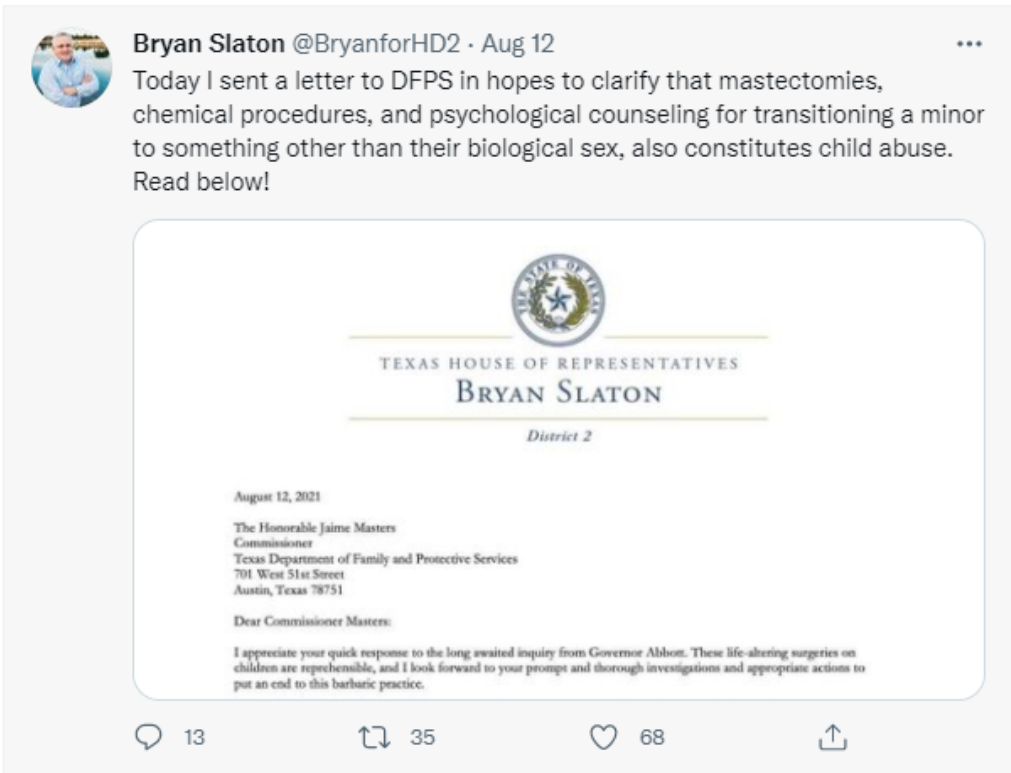 Bryan Slaton @BryanforHD2 · Aug 12
Today I sent a letter to DFPS in hopes to clarify that mastectomies,
chemical procedures, and psychological counseling for transitioning a minor
to something other than their biological sex, also constitutes child abuse.
Read below!
THE STATE OF TEXAS
TEXAS HOUSE OF REPRESENTATIVES
BRYAN SLATON
District 2
August 12, 2021
The Honorable Jaime Masters
Commissioner
Texas Department of Family and Protective Services
701 West 51st Street
Austin, Texas 78751
Dear Commissioner Masters:
I appreciate your quick response to the long awaited inquiry from Governor Abbott. These life-altering surgeries on
children are reprehensible, and I look forward to your prompt and thorough investigations and appropriate actions to
put an end to this barbaric practice.
13 35 68